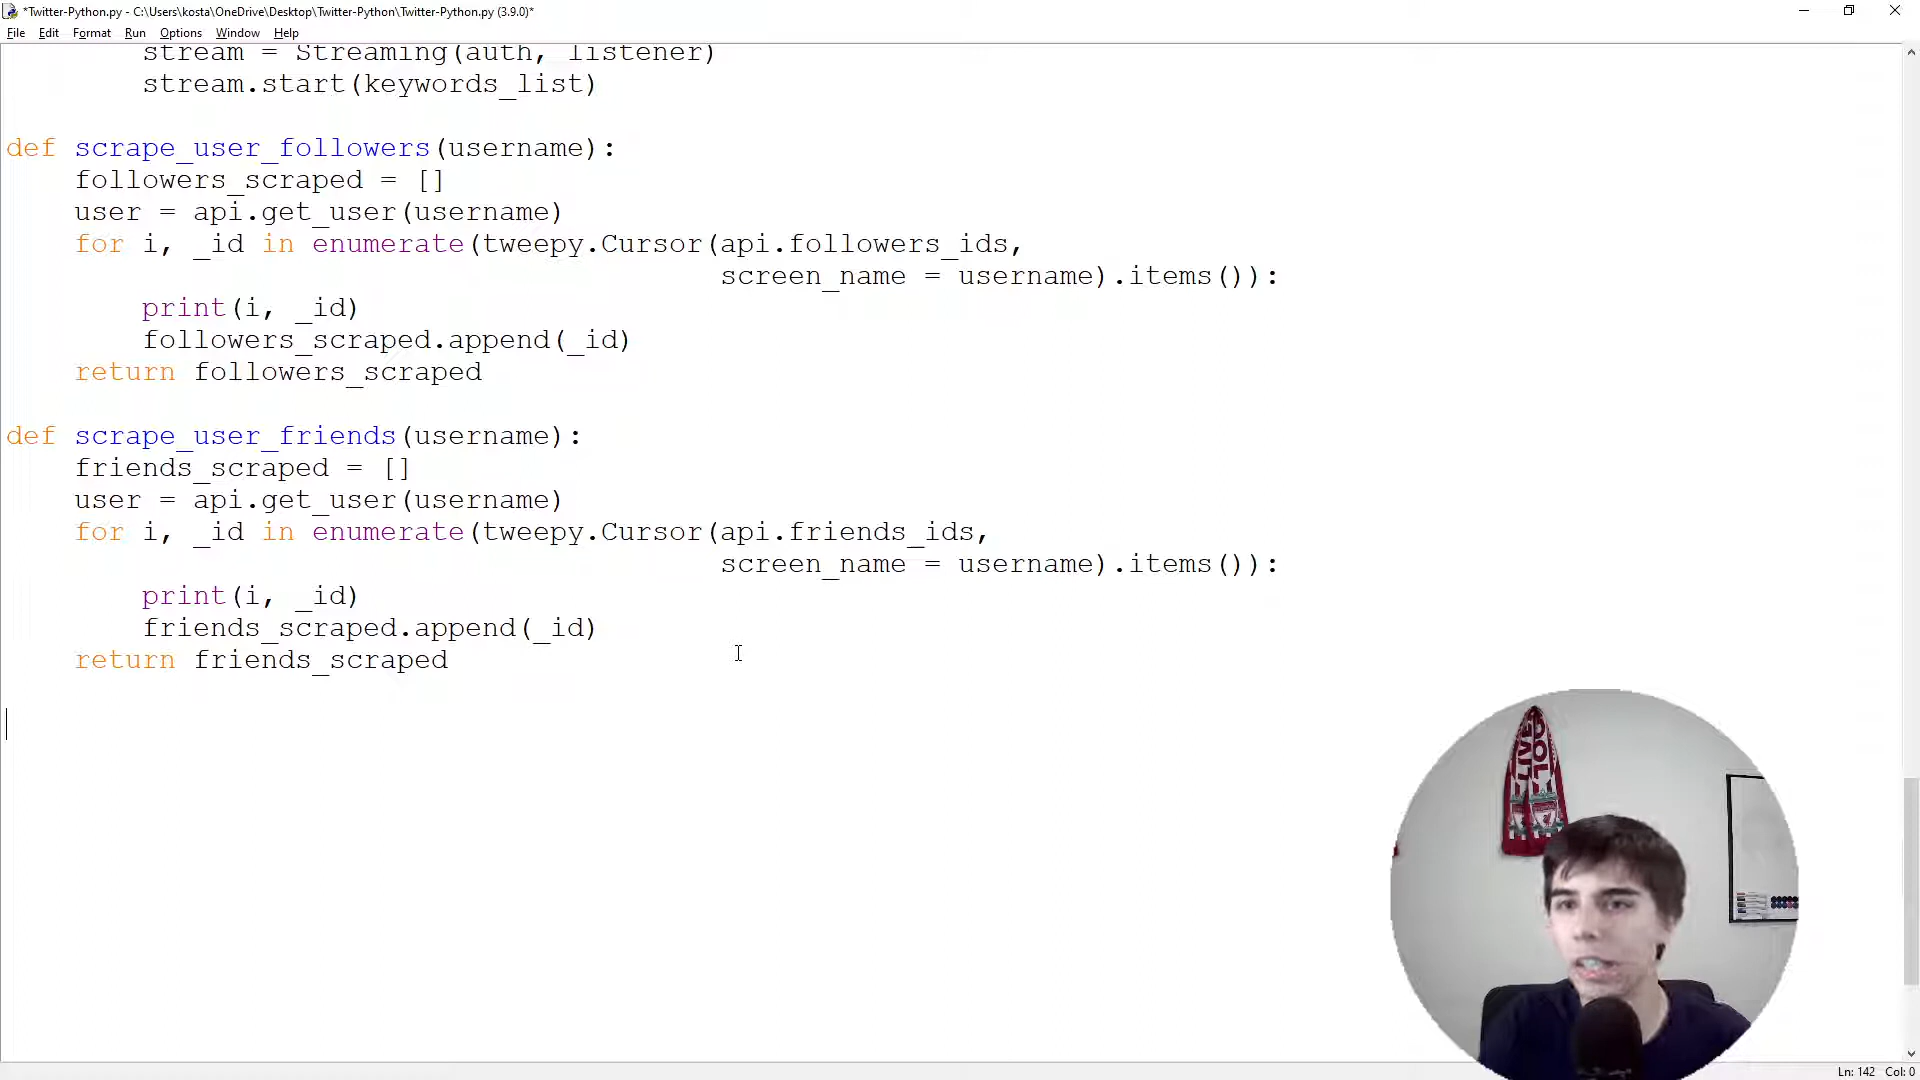 *Twitter-Python.py - C:\Users\kosta\OneDrive\Desktop\Twitter-Python\Twitter-Python.py (3.9.0)*
File Edit Format Run Options Window Help
        stream = Streaming(auth, listener)
        stream.start(keywords_list)
def scrape_user_followers(username):
    followers_scraped = []
    user = api.get_user(username)
    for i, _id in enumerate(tweepy.Cursor(api.followers_ids,
                                          screen_name = username).items()):
        print(i, _id)
        followers_scraped.append(_id)
    return followers_scraped
def scrape_user_friends(username):
    friends_scraped = []
    user = api.get_user(username)
    for i, _id in enumerate(tweepy.Cursor(api.friends_ids,
                                          screen_name = username).items()):
        print(i, _id)
        friends_scraped.append(_id)
    return friends_scraped
Ln: 142 Col: 0